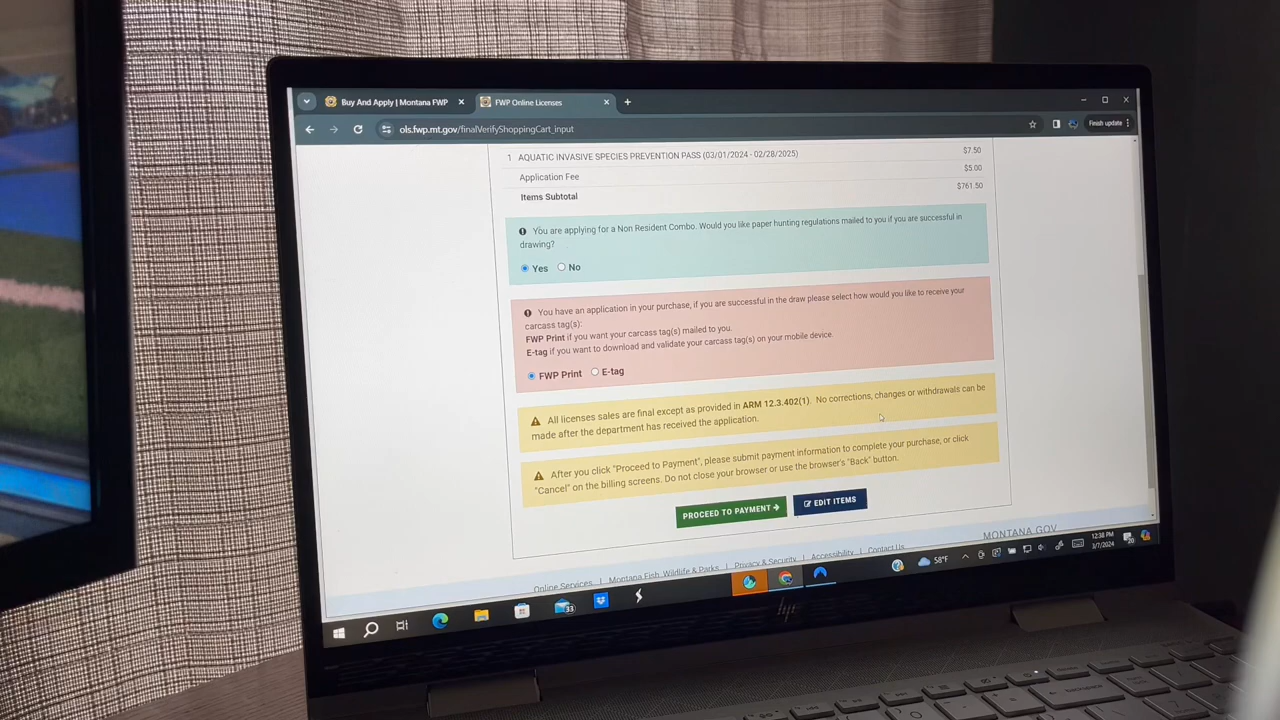 Buy And Apply | Montana FWP
FWP Online Licenses
ols.fwp.mt.gov/finalVerifyShoppingCart_input
Finish update
1 AQUATIC INVASIVE SPECIES PREVENTION PASS (03/01/2024 - 02/28/2025) $7.50
Application Fee $5.00
Items Subtotal $761.50
You are applying for a Non Resident Combo. Would you like paper hunting regulations mailed to you if you are successful in
drawing?
Yes No
You have an application in your purchase, if you are successful in the draw please select how would you like to receive your
carcass tag(s):
FWP Print if you want your carcass tag(s) mailed to you.
E-tag if you want to download and validate your carcass tag(s) on your mobile device.
FWP Print E-tag
All licenses sales are final except as provided in ARM 12.3.402(1). No corrections, changes or withdrawals can be
made after the department has received the application.
After you click "Proceed to Payment", please submit payment information to complete your purchase, or click
"Cancel" on the billing screens. Do not close your browser or use the browser's "Back" button.
PROCEED TO PAYMENT EDIT ITEMS
MONTANA.GOV
Online Services | Montana Fish, Wildlife & Parks | Privacy & Security | Accessibility | Contact Us
33
58°F
12:38 PM
3/7/2024
20
hp